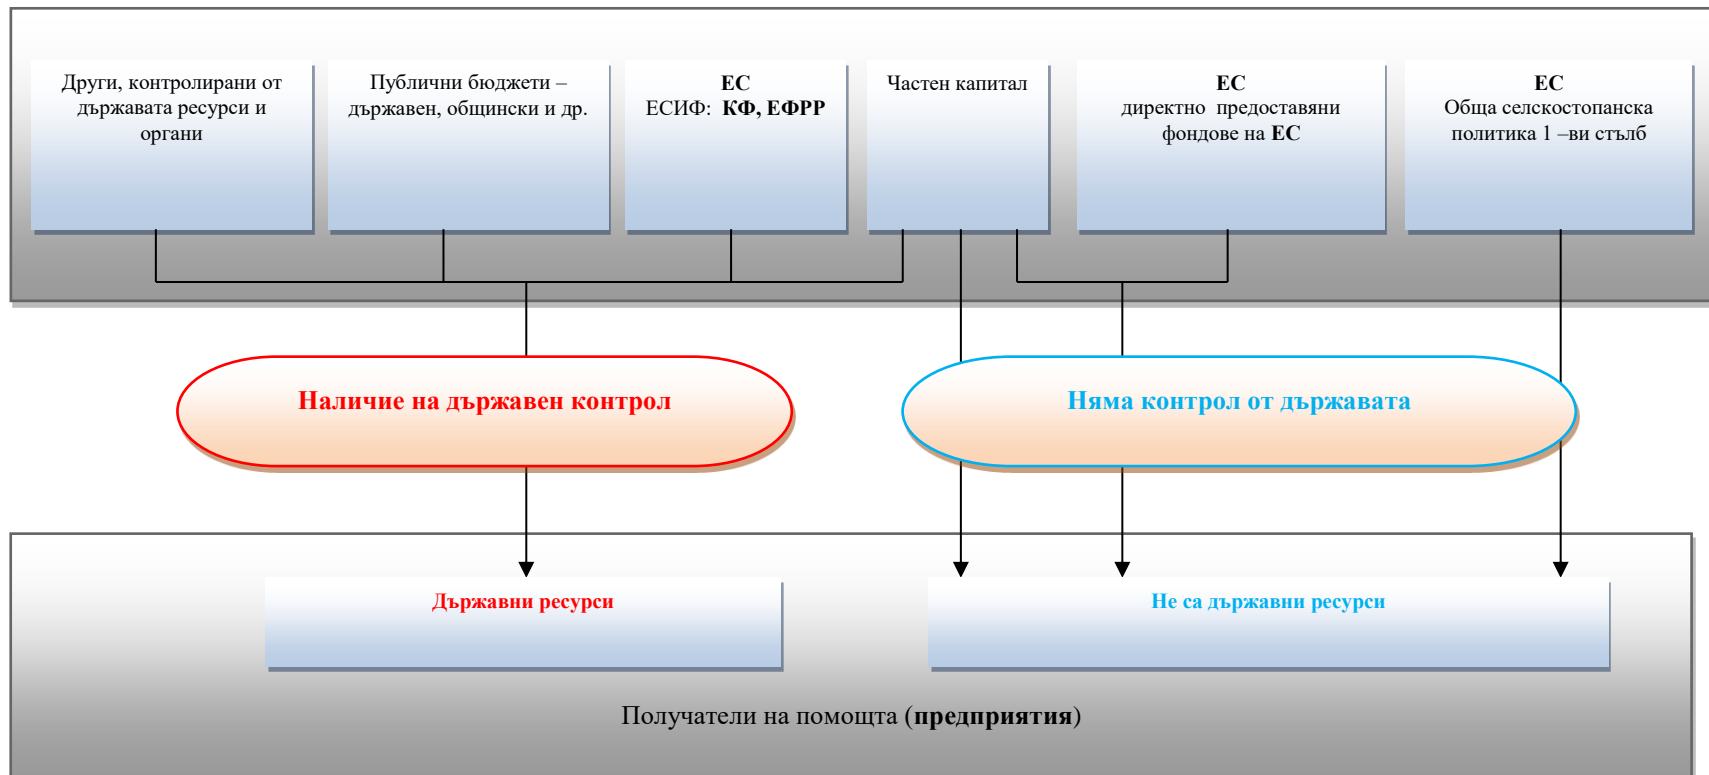 Други, контролирани от
държавата ресурси и
органи
Публични бюджети –
държавен, общински и др.
ЕС
ЕСИФ: КФ, ЕФРР
Частен капитал
ЕС
директно предоставяни
фондове на ЕС
ЕС
Обща селскостопанска
политика 1 –ви стълб
Наличие на държавен контрол
Няма контрол от държавата
Държавни ресурси
Не са държавни ресурси
Получатели на помощта (предприятия)